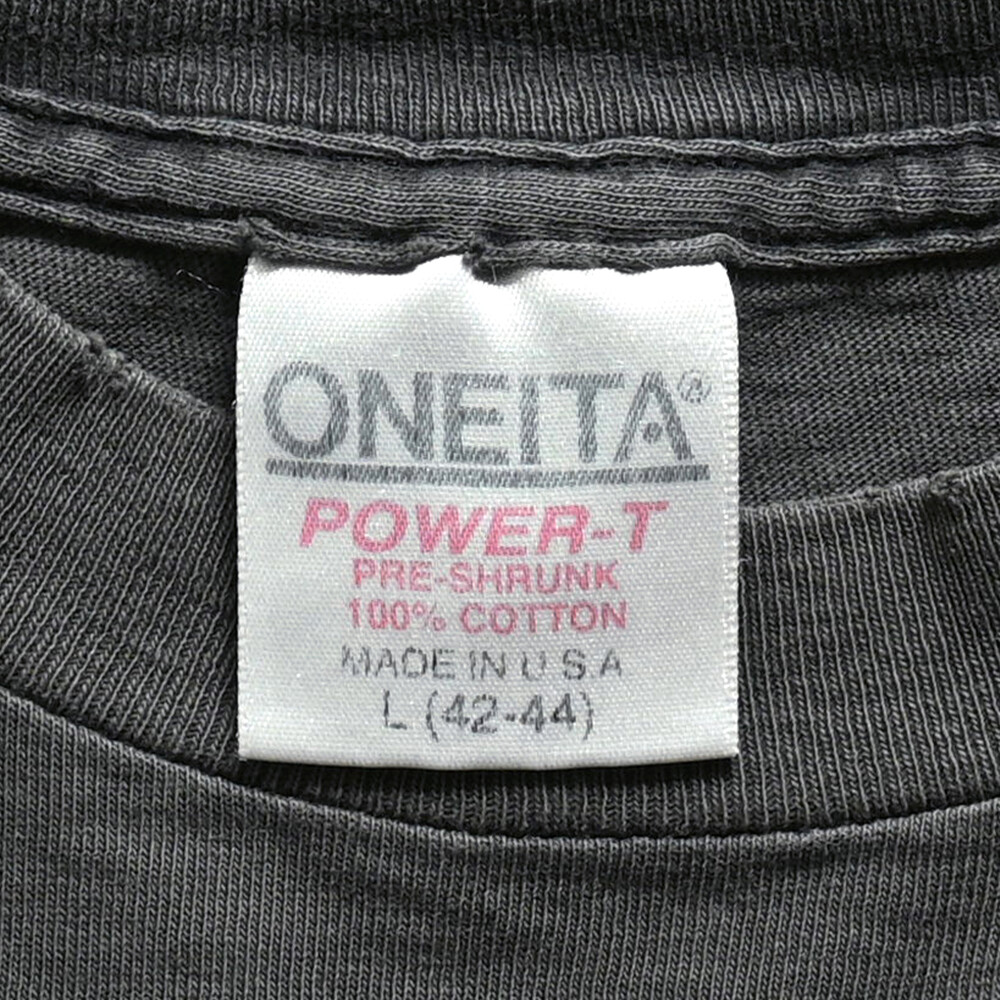 ONEITA®
POWER-T
PRE-SHRUNK
100% COTTON
MADE IN U.S.A
L (42-44)